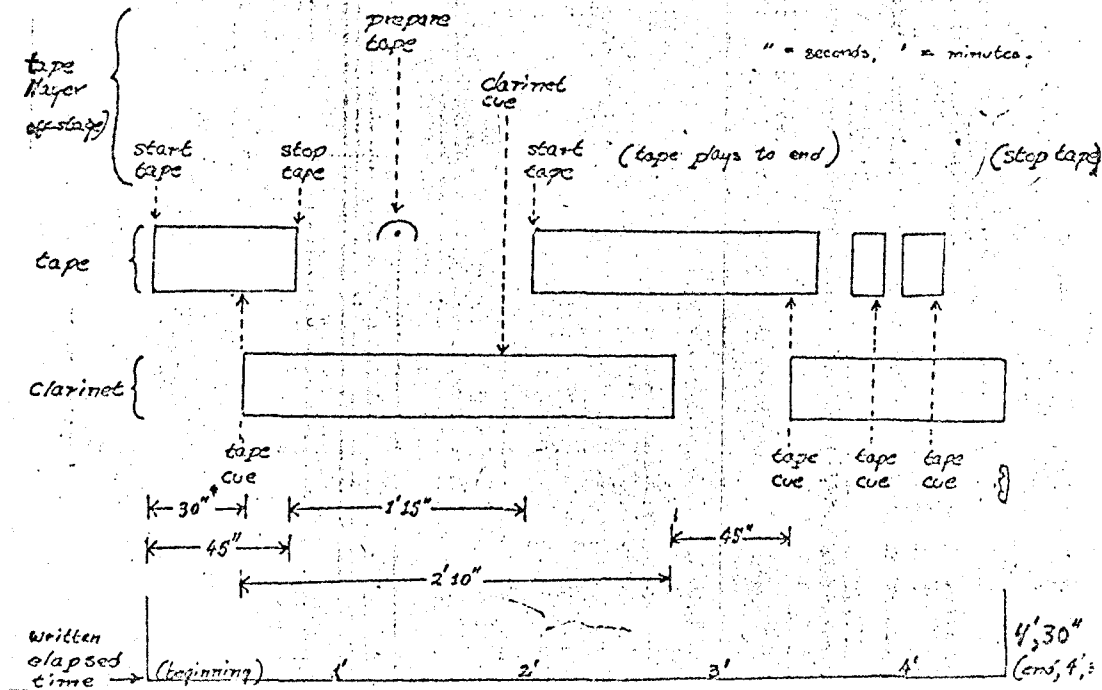 prepare
tape
" = seconds, ' = minutes.
tape
Player
offstage)
clarinet
cue
start
tape
stop
tape
start
tape
(tape plays to end)
(stop tape)
tape
Clarinet
tape
cue
tape
cue
tape
cue
tape
cue
30"
1'15"
45"
45"
2'10"
written
elapsed
time
(beginning)
1'
2'
3'
4'
4',30"
(end, 4',